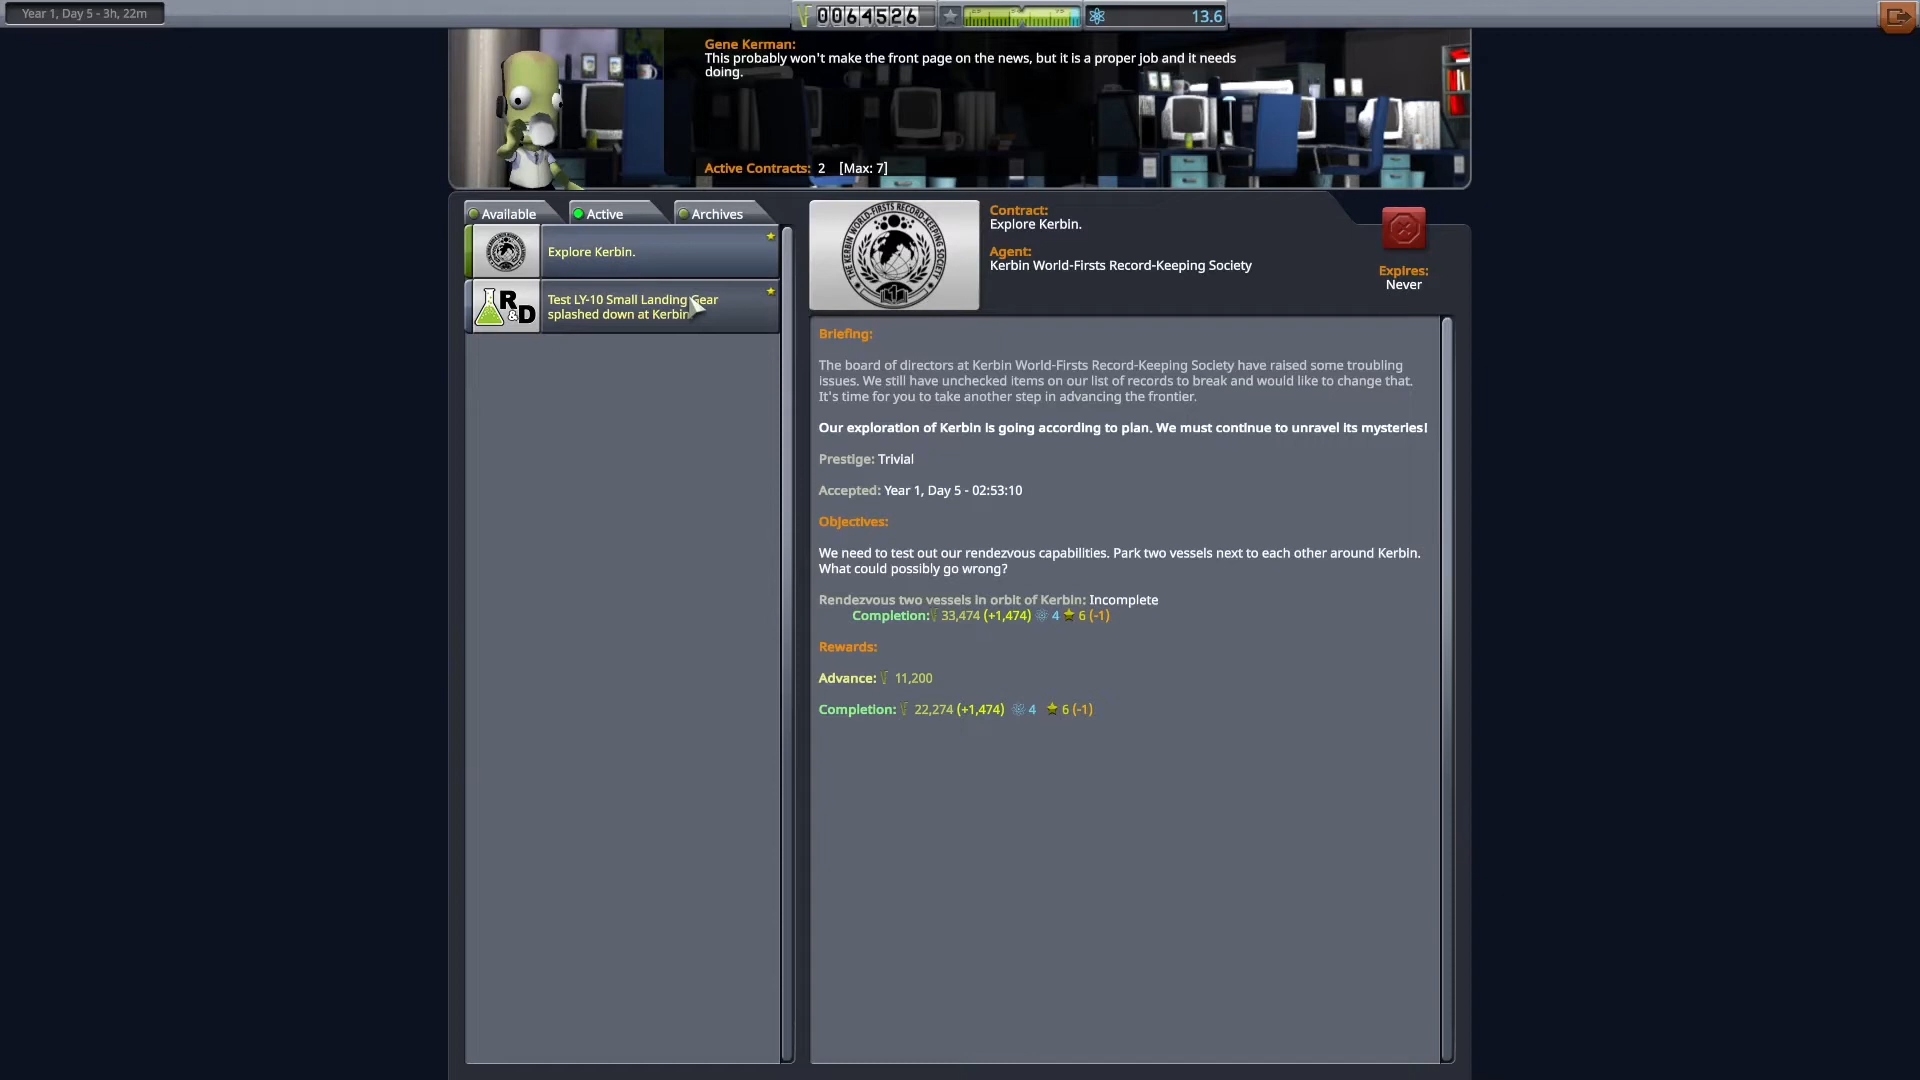 Year 1, Day 5 - 3h, 22m
0064526
13.6
Gene Kerman:
This probably won't make the front page on the news, but it is a proper job and it needs
doing.
Active Contracts: 2 [Max: 7]
Available
Active
Archives
Explore Kerbin.
R&D
Test LY-10 Small Landing Gear
splashed down at Kerbin
THE KERBIN WORLD-FIRSTS RECORD-KEEPING SOCIETY
Contract:
Explore Kerbin.
Agent:
Kerbin World-Firsts Record-Keeping Society
Expires:
Never
Briefing:
The board of directors at Kerbin World-Firsts Record-Keeping Society have raised some troubling
issues. We still have unchecked items on our list of records to break and would like to change that.
It's time for you to take another step in advancing the frontier.
Our exploration of Kerbin is going according to plan. We must continue to unravel its mysteries!
Prestige: Trivial
Accepted: Year 1, Day 5 - 02:53:10
Objectives:
We need to test out our rendezvous capabilities. Park two vessels next to each other around Kerbin.
What could possibly go wrong?
Rendezvous two vessels in orbit of Kerbin: Incomplete
Completion: 33,474 (+1,474) 4 6 (-1)
Rewards:
Advance: 11,200
Completion: 22,274 (+1,474) 4 6 (-1)